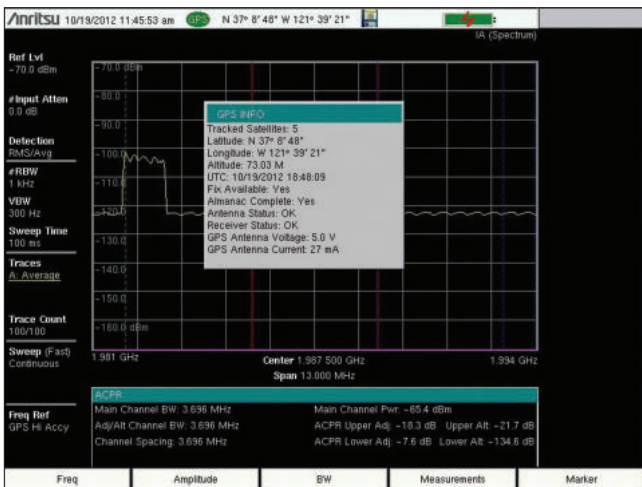 Anritsu 10/19/2012 11:45:53 am GPS N 37° 8' 48" W 121° 39' 21"
IA (Spectrum)
Ref Lvl
-70.0 dBm
#Input Atten
0.0 dB
Detection
RMS/Avg
#RBW
1 kHz
VBW
300 Hz
Sweep Time
100 ms
Traces
A: Average
Trace Count
100/100
Sweep (Fast)
Continuous
Freq Ref
GPS Hi Accy
-70.0 dBm
-80.0
-90.0
-100.0
-110.0
-120.0
-130.0
-140.0
-150.0
-160.0 dBm
GPS INFO
Tracked Satellites: 5
Latitude: N 37° 8' 48"
Longitude: W 121° 39' 21"
Altitude: 73.03 M
UTC: 10/19/2012 18:48:09
Fix Available: Yes
Almanac Complete: Yes
Antenna Status: OK
Receiver Status: OK
GPS Antenna Voltage: 5.0 V
GPS Antenna Current: 27 mA
1.981 GHz
Center 1.987 500 GHz
1.994 GHz
Span 13.000 MHz
ACPR
Main Channel BW: 3.696 MHz
Main Channel Pwr: -65.4 dBm
Adj/Alt Channel BW: 3.696 MHz
ACPR Upper Adj: -18.3 dB Upper Alt: -21.7 dB
Channel Spacing: 3.696 MHz
ACPR Lower Adj: -7.6 dB Lower Alt: -134.6 dB
Freq
Amplitude
BW
Measurements
Marker